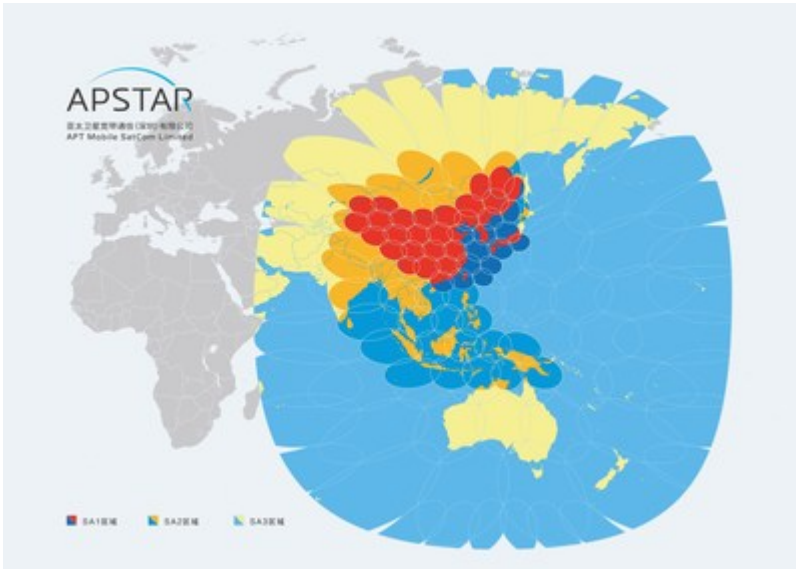 APSTAR
亚太卫星宽带通信(深圳)有限公司
APT Mobile SatCom Limited
SA1区域
SA2区域
SA3区域